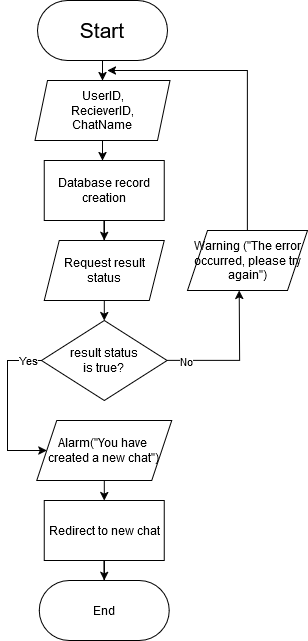 Start
UserID,
RecieverID,
ChatName
Database record
creation
Warning ("The error
occurred, please try
again")
Request result
status
result status
is true?
Yes
No
Alarm("You have
created a new chat")
Redirect to new chat
End